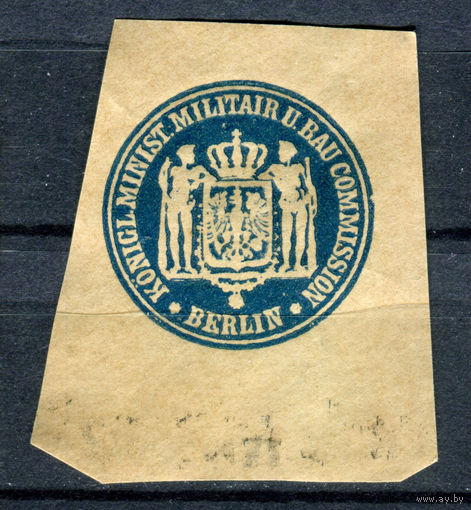 KÖNIGL. MINIST. MILITAIR U. BAU COMMISSION
* BERLIN *
www.ay.by